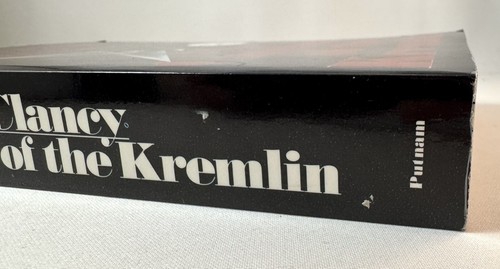 Clancy
of the Kremlin
Putnam